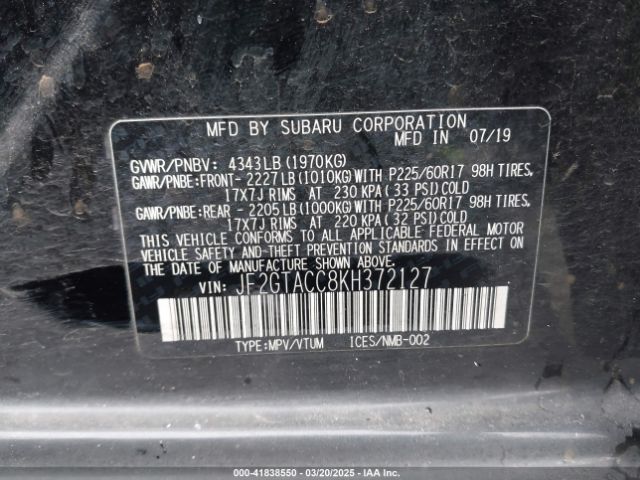 MFD BY SUBARU CORPORATION
MFD IN 07/19
GVWR/PNBV: 4343LB(1970KG)
GAWR/PNBE:FRONT- 2227LB(1010KG)WITH P225/60R17 98H TIRES,
17X7J RIMS AT 230 KPA(33 PSI)COLD
GAWR/PNBE:REAR - 2205LB(1000KG)WITH P225/60R17 98H TIRES,
17X7J RIMS AT 220 KPA(32 PSI)COLD
THIS VEHICLE CONFORMS TO ALL APPLICABLE FEDERAL MOTOR
VEHICLE SAFETY AND THEFT PREVENTION STANDARDS IN EFFECT
ON THE DATE OF MANUFACTURE SHOWN ABOVE.
VIN: JF2GTACC8KH372127
TYPE:MPV/VTUM ICES/NMB-002
000-41838550 - 03/20/2025 - IAA Inc.